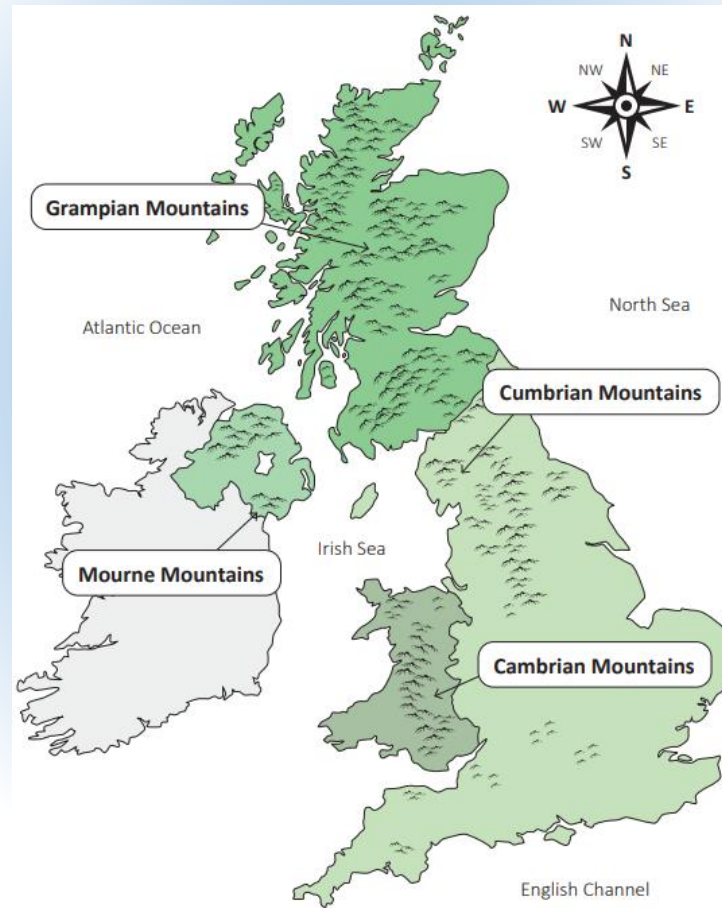 N
NW
NE
W
E
SW
SE
S
Grampian Mountains
Atlantic Ocean
North Sea
Cumbrian Mountains
Irish Sea
Mourne Mountains
Cambrian Mountains
English Channel